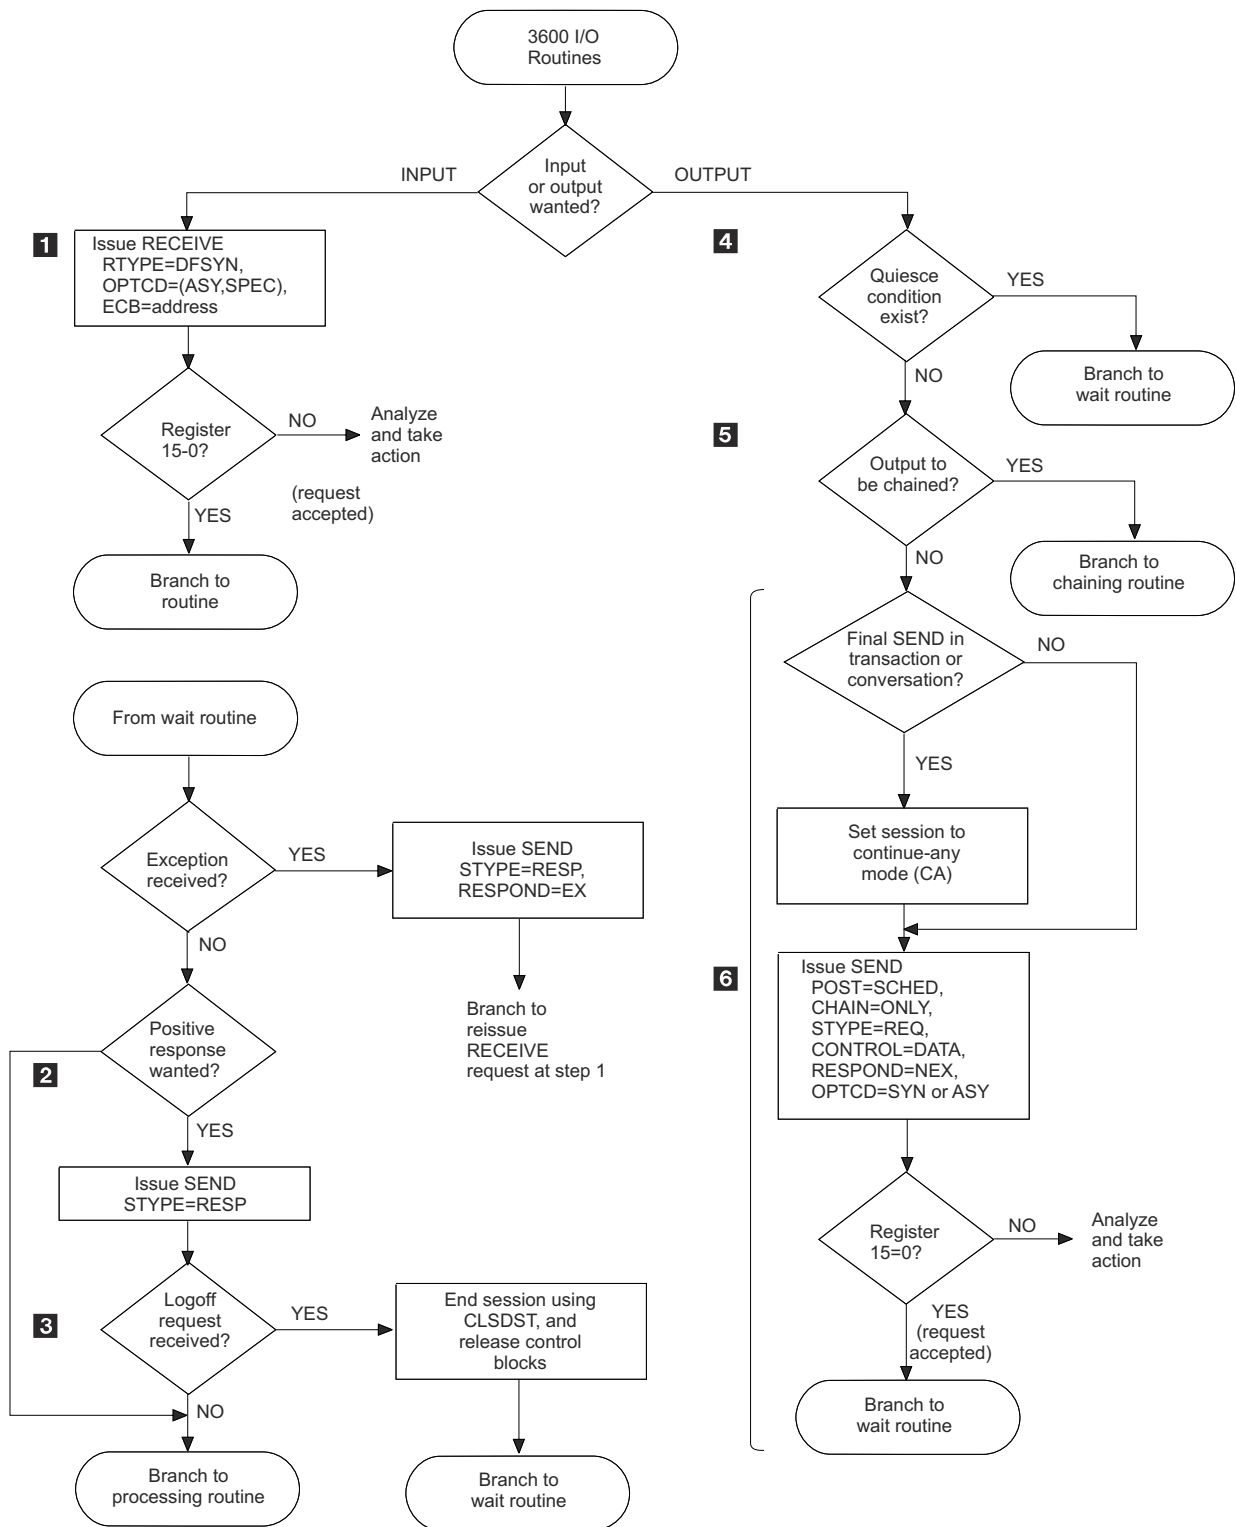 3600 I/O
Routines
Input
or output
wanted?
INPUT
OUTPUT
1
Issue RECEIVE
RTYPE=DFSYN,
OPTCD=(ASY,SPEC),
ECB=address
Register
15-0?
NO
Analyze
and take
action
(request
accepted)
YES
Branch to
routine
From wait routine
Exception
received?
YES
Issue SEND
STYPE=RESP,
RESPOND=EX
NO
Branch to
reissue
RECEIVE
request at step 1
2
Positive
response
wanted?
YES
Issue SEND
STYPE=RESP
3
Logoff
request
received?
YES
End session using
CLSDST, and
release control
blocks
NO
Branch to
processing routine
Branch to
wait routine
4
Quiesce
condition
exist?
YES
Branch to
wait routine
NO
5
Output to
be chained?
YES
Branch to
chaining routine
NO
Final SEND in
transaction or
conversation?
NO
YES
Set session to
continue-any
mode (CA)
6
Issue SEND
POST=SCHED,
CHAIN=ONLY,
STYPE=REQ,
CONTROL=DATA,
RESPOND=NEX,
OPTCD=SYN or ASY
Register
15=0?
NO
Analyze
and take
action
YES
(request
accepted)
Branch to
wait routine